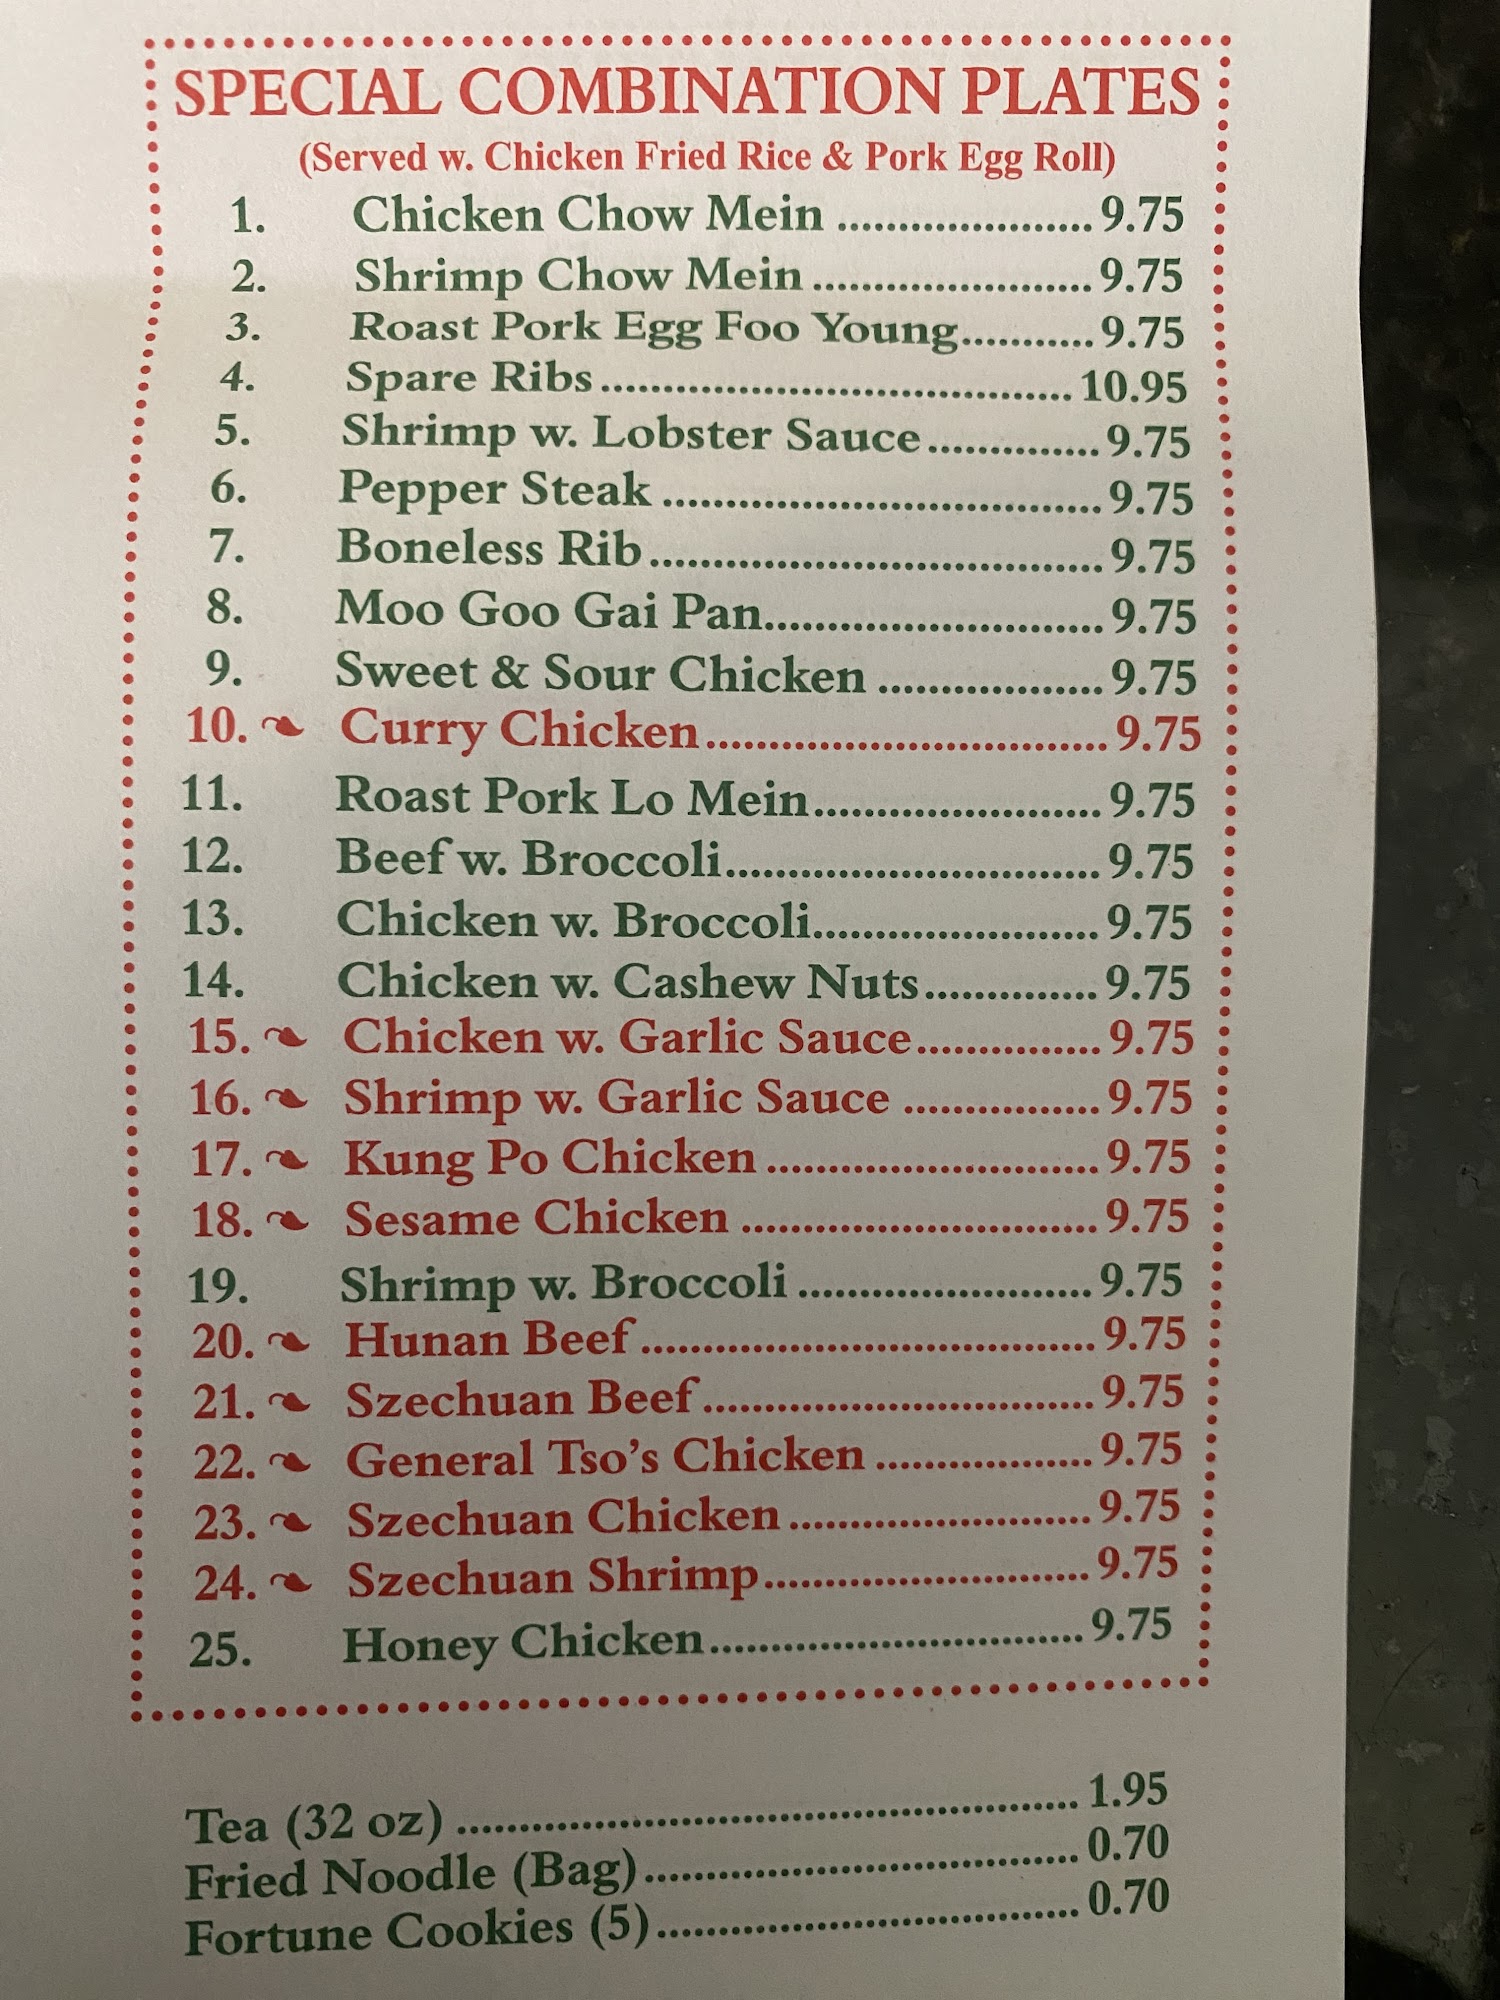 SPECIAL COMBINATION PLATES
(Served w. Chicken Fried Rice & Pork Egg Roll)
1. Chicken Chow Mein ..................... 9.75
2. Shrimp Chow Mein ....................... 9.75
3. Roast Pork Egg Foo Young........... 9.75
4. Spare Ribs ...................................... 10.95
5. Shrimp w. Lobster Sauce .............. 9.75
6. Pepper Steak ................................... 9.75
7. Boneless Rib .................................... 9.75
8. Moo Goo Gai Pan........................... 9.75
9. Sweet & Sour Chicken .................. 9.75
10. Curry Chicken ................................ 9.75
11. Roast Pork Lo Mein ....................... 9.75
12. Beef w. Broccoli .............................. 9.75
13. Chicken w. Broccoli ....................... 9.75
14. Chicken w. Cashew Nuts .............. 9.75
15. Chicken w. Garlic Sauce ............... 9.75
16. Shrimp w. Garlic Sauce ................ 9.75
17. Kung Po Chicken ........................... 9.75
18. Sesame Chicken ............................. 9.75
19. Shrimp w. Broccoli ........................ 9.75
20. Hunan Beef ..................................... 9.75
21. Szechuan Beef ................................ 9.75
22. General Tso's Chicken .................. 9.75
23. Szechuan Chicken ......................... 9.75
24. Szechuan Shrimp .......................... 9.75
25. Honey Chicken .............................. 9.75
Tea (32 oz) .................................................. 1.95
Fried Noodle (Bag) ................................... 0.70
Fortune Cookies (5) .................................. 0.70